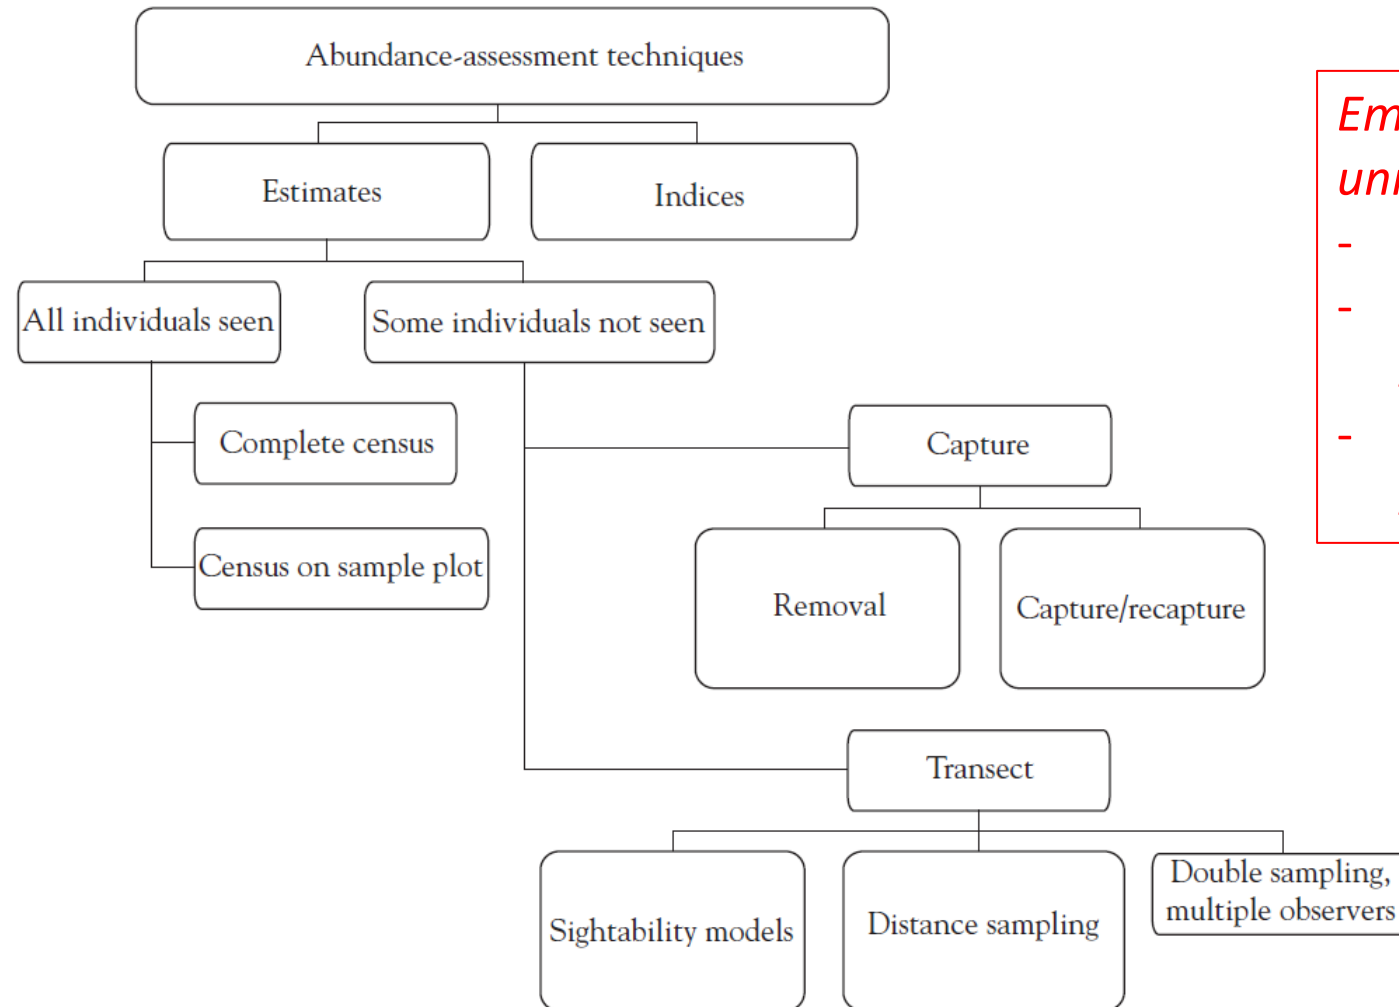 Abundance-assessment techniques
Estimates
Indices
All individuals seen
Some individuals not seen
Complete census
Census on sample plot
Capture
Removal
Capture/recapture
Transect
Sightability models
Distance sampling
Double sampling,
multiple observers
-
-
-